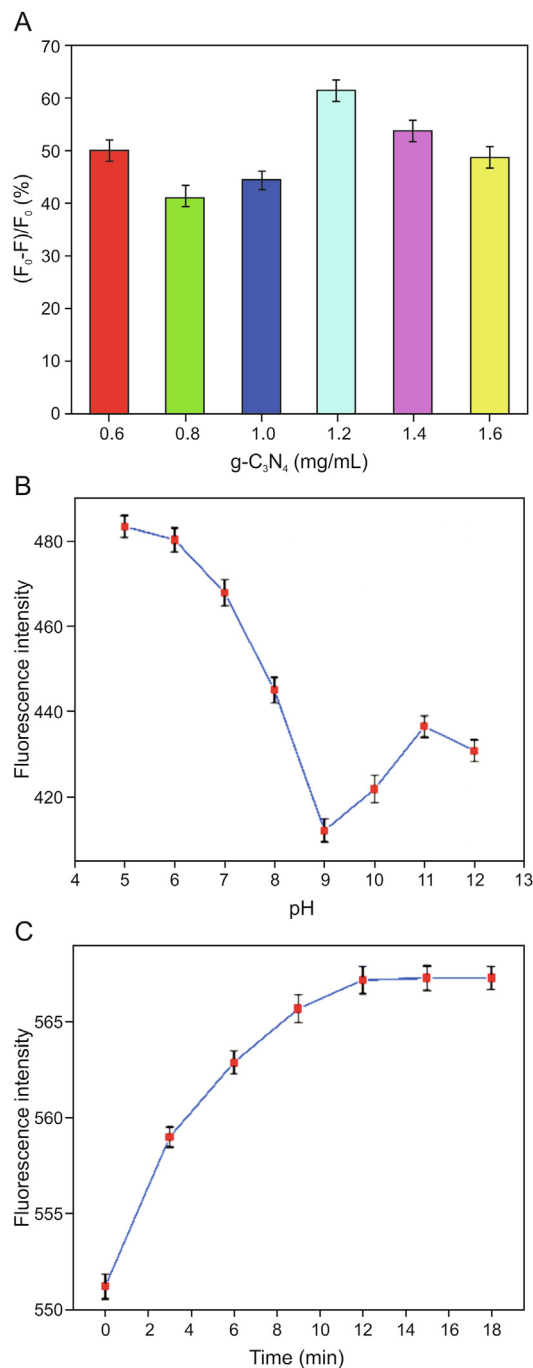 A
70
60
50
40
30
20
10
0
(F₀-F)/F₀ (%)
0.6 0.8 1.0 1.2 1.4 1.6
g-C₃N₄ (mg/mL)
B
480
460
440
420
Fluorescence intensity
4 5 6 7 8 9 10 11 12 13
pH
C
565
560
555
550
Fluorescence intensity
0 2 4 6 8 10 12 14 16 18
Time (min)